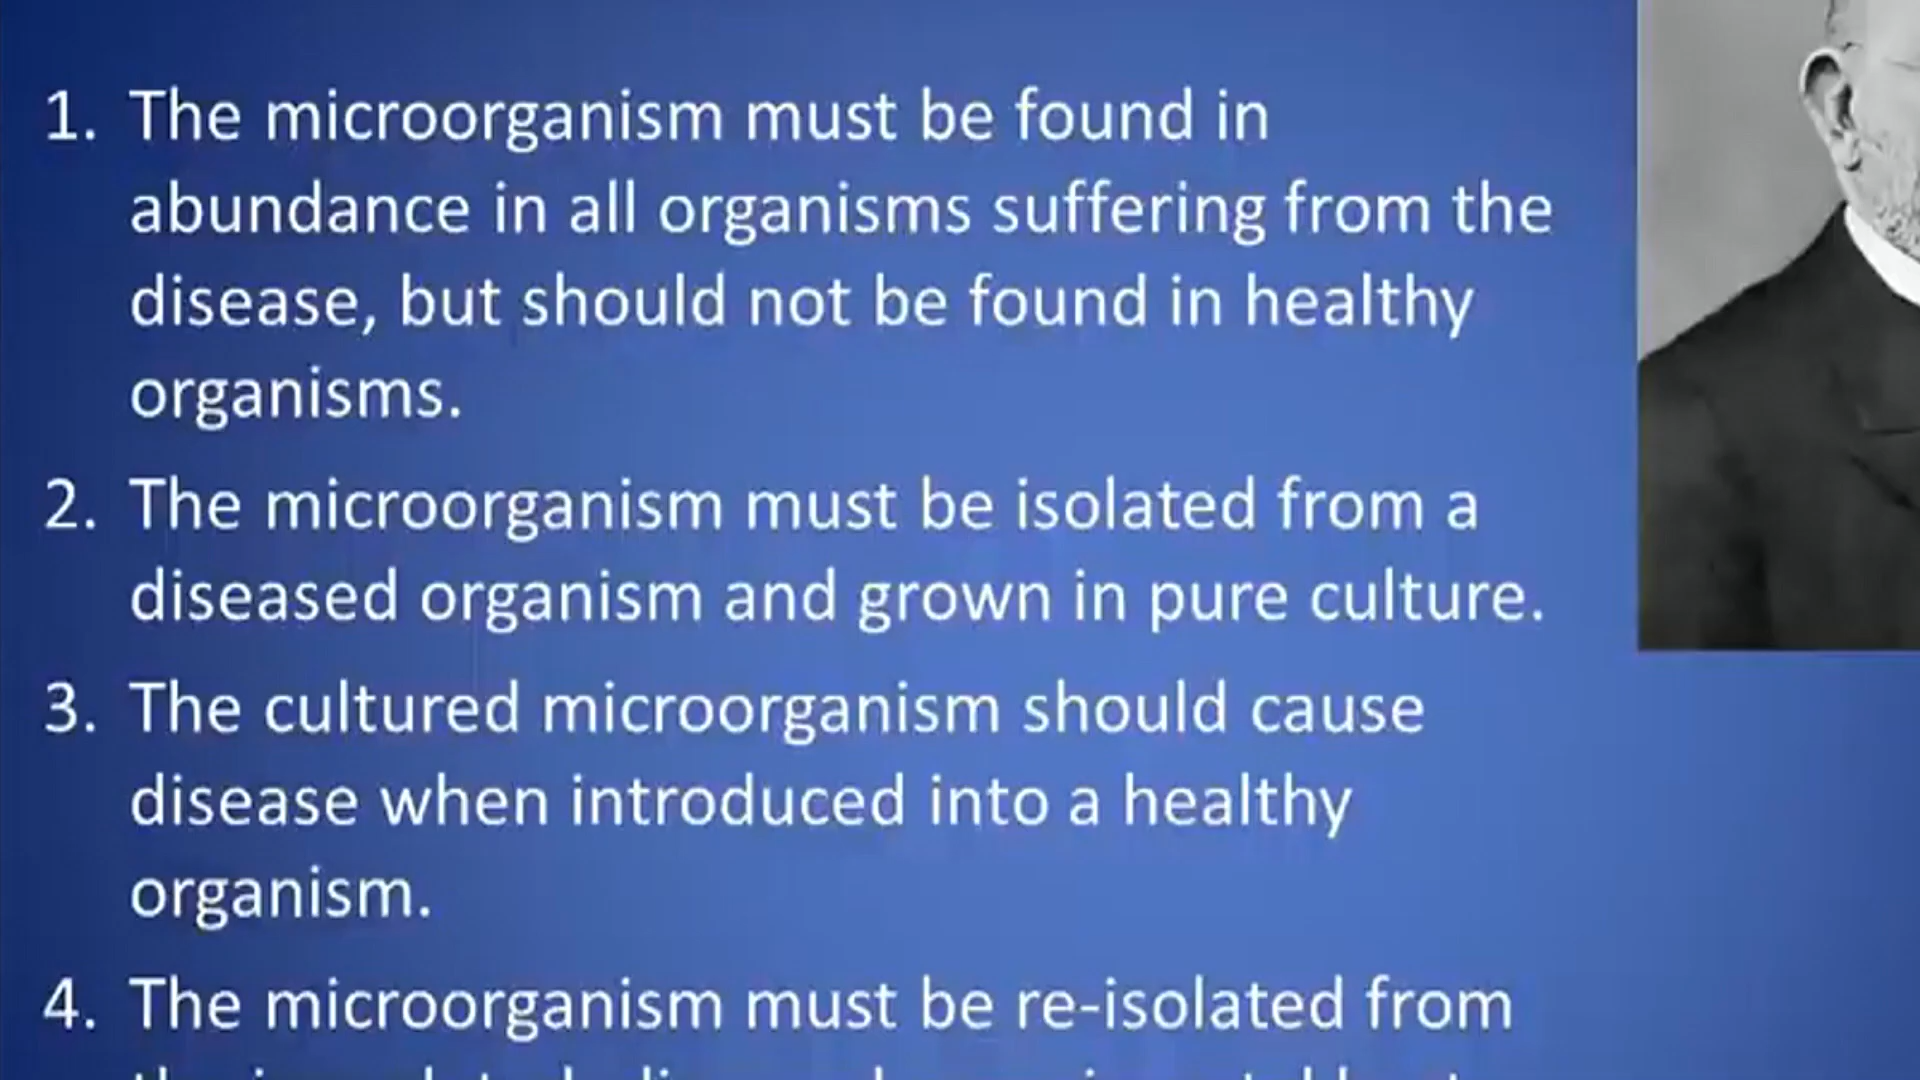 1. The microorganism must be found in
abundance in all organisms suffering from the
disease, but should not be found in healthy
organisms.
2. The microorganism must be isolated from a
diseased organism and grown in pure culture.
3. The cultured microorganism should cause
disease when introduced into a healthy
organism.
4. The microorganism must be re-isolated from